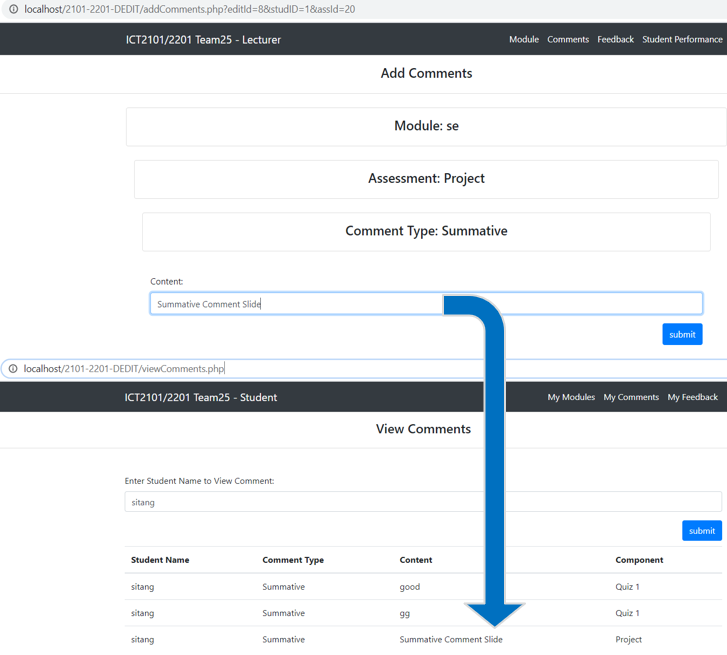 localhost/2101-2201-DEDIT/addComments.php?editId=8&studID=1&assId=20
ICT2101/2201 Team25 - Lecturer Module Comments Feedback Student Performance
Add Comments
Module: se
Assessment: Project
Comment Type: Summative
Content:
Summative Comment Slide
submit
localhost/2101-2201-DEDIT/viewComments.php
ICT2101/2201 Team25 - Student My Modules My Comments My Feedback
View Comments
Enter Student Name to View Comment:
sitang
submit
Student Name Comment Type Content Component
sitang Summative good Quiz 1
sitang Summative gg Quiz 1
sitang Summative Summative Comment Slide Project